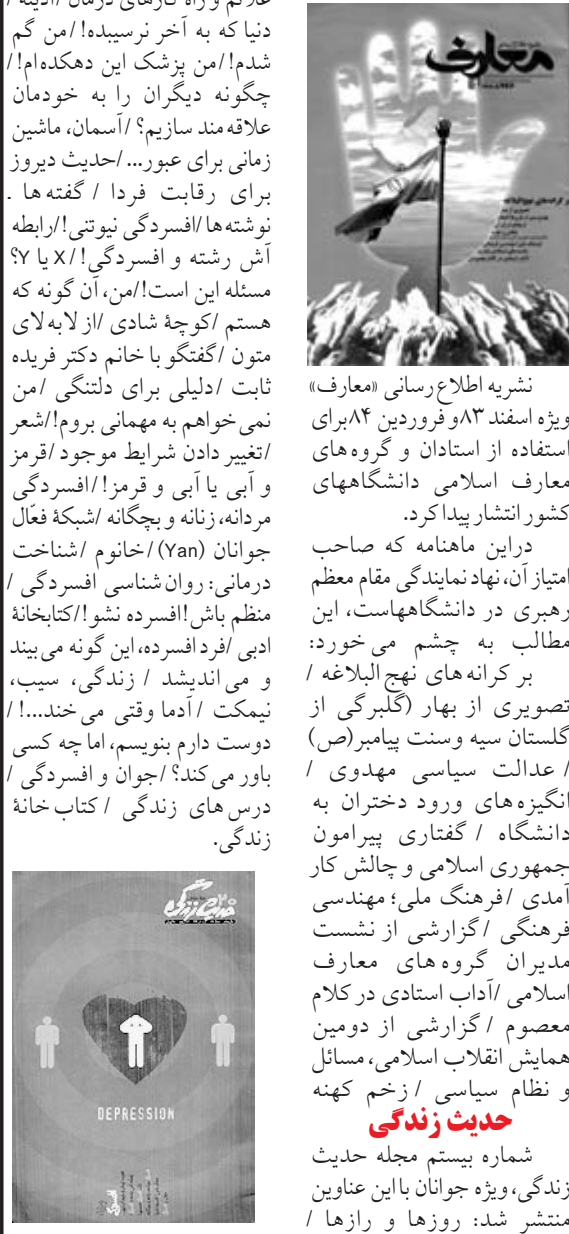 معارف
نشریه اطلاع رسانی «معارف»
ویژه اسفند ۸۳و فروردین ۸۴برای
استفاده از استادان و گروه های
معارف اسلامی دانشگاههای
کشور انتشار پیدا کرد.
دراین ماهنامه که صاحب
امتیاز آن، نهاد نمایندگی مقام معظم
رهبری در دانشگاههاست، این
مطالب به چشم می خورد:
بر کرانه های نهج البلاغه /
تصویری از بهار (گلبرگی از
گلستان سیه وسنت پیامبر(ص)
/ عدالت سیاسی مهدوی /
انگیزه های ورود دختران به
دانشگاه / گفتاری پیرامون
جمهوری اسلامی و چالش کار
آمدی / فرهنگ ملی؛ مهندسی
فرهنگی / گزارشی از نشست
مدیران گروه های معارف
اسلامی /آداب استادی در کلام
معصوم / گزارشی از دومین
همایش انقلاب اسلامی، مسائل
و نظام سیاسی / زخم کهنه
حدیث زندگی
شماره بیستم مجله حدیث
زندگی، ویژه جوانان با این عناوین
منتشر شد: روزها و رازها /
علائم و راه کارهای درمان / آدینه /
دنیا که به آخر نرسیده! /من گم
شدم! /من پزشک این دهکده‌ام! /
چگونه دیگران را به خودمان
علاقه مند سازیم؟ /آسمان، ماشین
زمانی برای عبور... /حدیث دیروز
برای رقابت فردا / گفته ها .
نوشته ها /افسردگی نیوتنی! /رابطه
آش رشته و افسردگی! / X یا Y؟
مسئله این است! /من، آن گونه که
هستم / کوچهٔ شادی /از لابه لای
متون / گفتگو با خانم دکتر فریده
ثابت / دلیلی برای دلتنگی /من
نمی خواهم به مهمانی بروم! /شعر
/تغییر دادن شرایط موجود /قرمز
و آبی یا آبی و قرمز! /افسردگی
مردانه، زنانه و بچگانه /شبکهٔ فعّال
جوانان (Yan) /خانوم /شناخت
درمانی: روان شناسی افسردگی /
منظم باش! افسرده نشو! /کتابخانهٔ
ادبی /فرد افسرده، این گونه می بیند
و می اندیشد / زندگی، سیب،
نیمکت / آدما وقتی می خند...! /
دوست دارم بنویسم، اما چه کسی
باور می کند؟ /جوان و افسردگی /
درس های زندگی / کتاب خانهٔ
زندگی.
حدیث زندگی
DEPRESSION